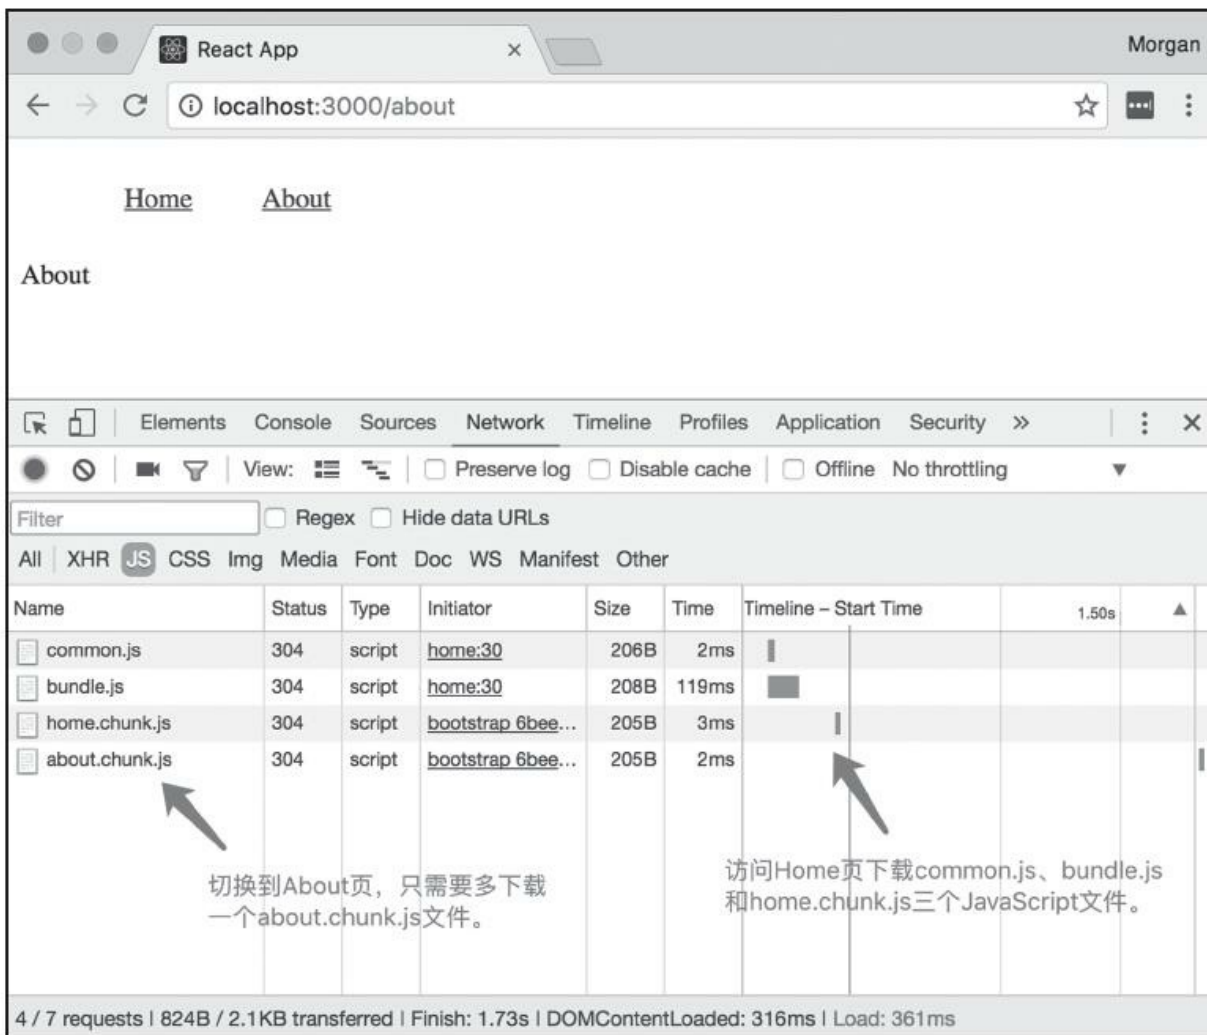 React App
Morgan
localhost:3000/about
Home About
About
Elements Console Sources Network Timeline Profiles Application Security
View: Preserve log Disable cache Offline No throttling
Filter Regex Hide data URLs
All XHR JS CSS Img Media Font Doc WS Manifest Other
Name Status Type Initiator Size Time Timeline – Start Time 1.50s
common.js 304 script home:30 206B 2ms
bundle.js 304 script home:30 208B 119ms
home.chunk.js 304 script bootstrap 6bee... 205B 3ms
about.chunk.js 304 script bootstrap 6bee... 205B 2ms
切换到About页，只需要多下载
一个about.chunk.js文件。
访问Home页下载common.js、bundle.js
和home.chunk.js三个JavaScript文件。
4 / 7 requests | 824B / 2.1KB transferred | Finish: 1.73s | DOMContentLoaded: 316ms | Load: 361ms